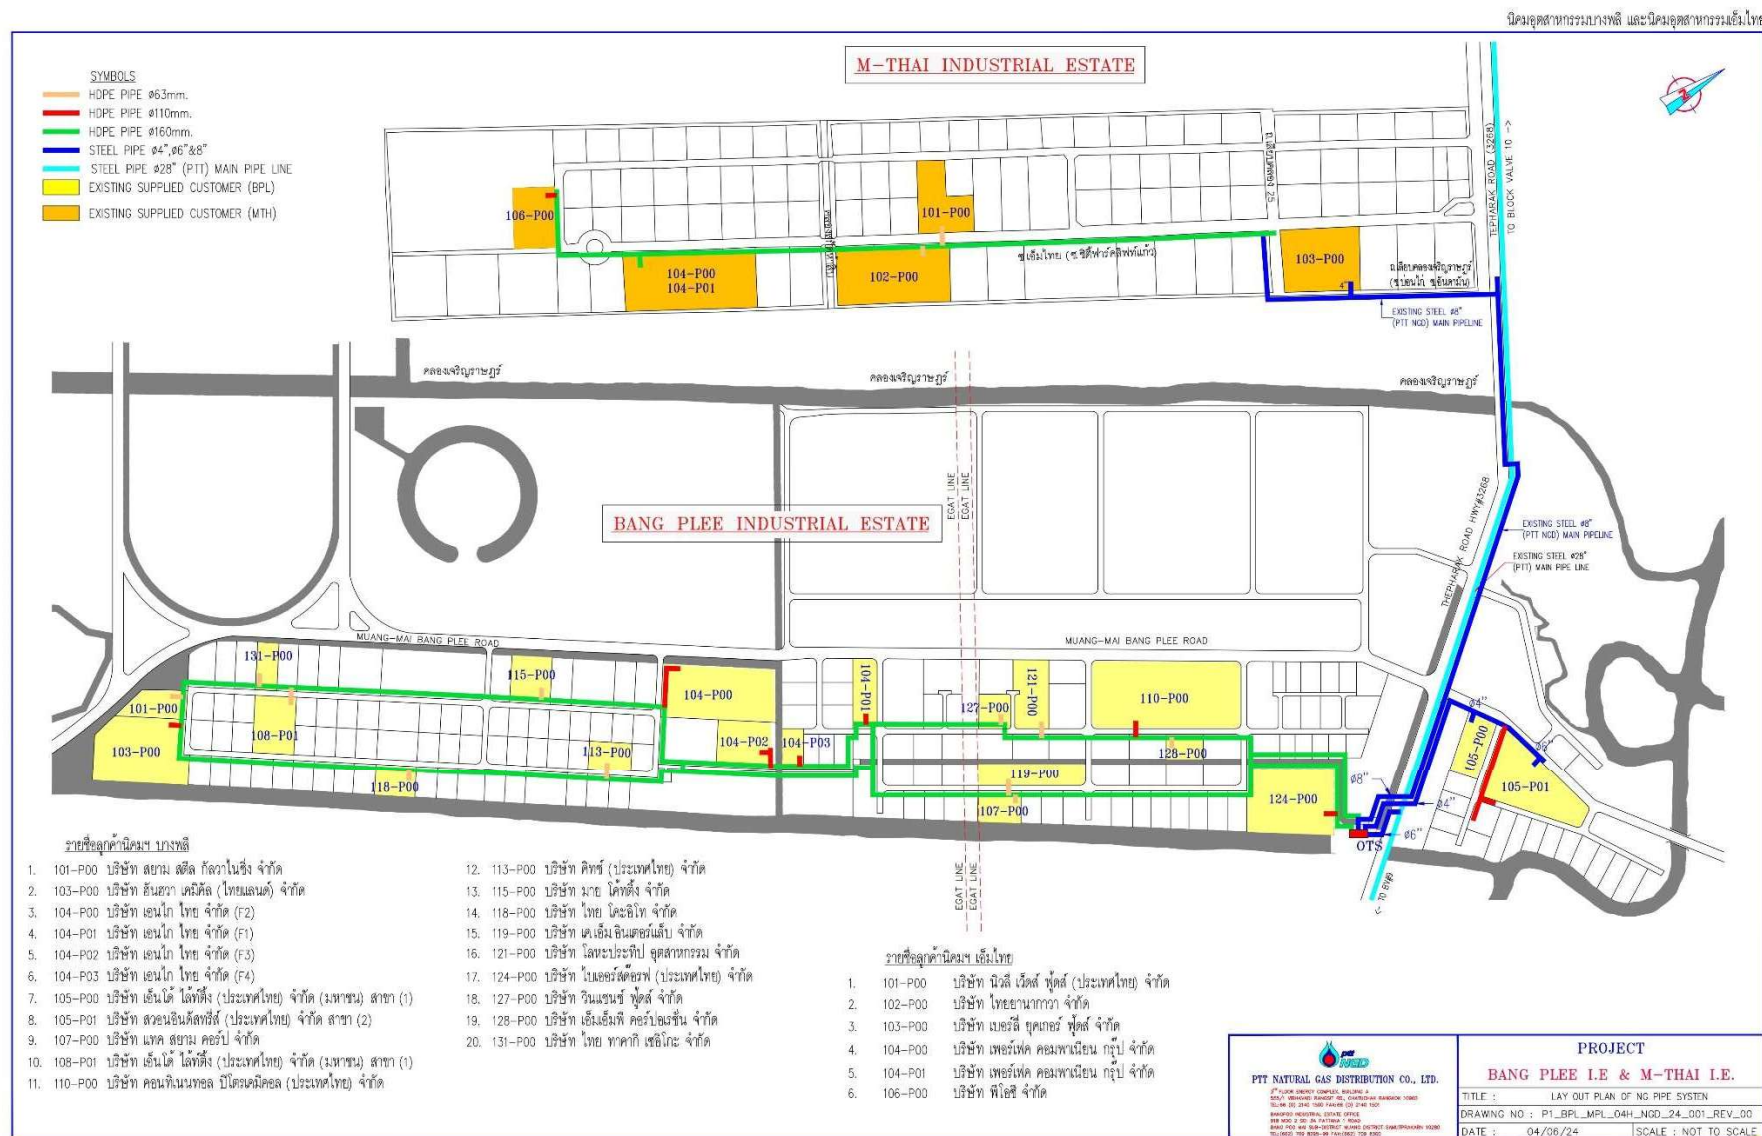 นิคมอุตสาหกรรมบางพลี และนิคมอุตสาหกรรมเอ็มไทย
SYMBOLS
HDPE PIPE ø63mm.
HDPE PIPE ø110mm.
HDPE PIPE ø160mm.
STEEL PIPE ø4",ø6"&8"
STEEL PIPE ø28" (PTT) MAIN PIPE LINE
EXISTING SUPPLIED CUSTOMER (BPL)
EXISTING SUPPLIED CUSTOMER (MTH)
M-THAI INDUSTRIAL ESTATE
TEPHARAK ROAD (3268)
TO BLOCK VALVE 10 ->
106-P00
101-P00
104-P00
104-P01
102-P00
103-P00
4"
EXISTING STEEL ø8"
(PTT NGD) MAIN PIPELINE
คลองเจริญราษฎร์
คลองเจริญราษฎร์
คลองเจริญราษฎร์
EGAT LINE
EGAT LINE
BANG PLEE INDUSTRIAL ESTATE
THEPHARAK ROAD HWY#3268
EXISTING STEEL ø8"
(PTT NGD) MAIN PIPELINE
EXISTING STEEL ø28"
(PTT) MAIN PIPE LINE
MUANG-MAI BANG PLEE ROAD
MUANG-MAI BANG PLEE ROAD
131-P00
115-P00
104-P00
104-P01
121-P00
110-P00
101-P00
108-P01
127-P00
103-P00
113-P00
104-P02
104-P03
128-P00
118-P00
119-P00
107-P00
124-P00
105-P00
105-P01
ø4"
ø6"
ø8"
ø4"
ø6"
OTS
EGAT LINE
EGAT LINE
รายชื่อลูกค้านิคมฯ บางพลี
1. 101-P00 บริษัท สยาม สตีล กัลวาไนซิ่ง จำกัด
2. 103-P00 บริษัท ฮันฮวา เคมิคัล (ไทยแลนด์) จำกัด
3. 104-P00 บริษัท เอนไก ไทย จำกัด (F2)
4. 104-P01 บริษัท เอนไก ไทย จำกัด (F1)
5. 104-P02 บริษัท เอนไก ไทย จำกัด (F3)
6. 104-P03 บริษัท เอนไก ไทย จำกัด (F4)
7. 105-P00 บริษัท เอ็นโด้ ไล้ท์ติ้ง (ประเทศไทย) จำกัด (มหาชน) สาขา (1)
8. 105-P01 บริษัท สวอนอินดัสทรีส์ (ประเทศไทย) จำกัด สาขา (2)
9. 107-P00 บริษัท แทค สยาม คอร์ป จำกัด
10. 108-P01 บริษัท เอ็นโด้ ไล้ท์ติ้ง (ประเทศไทย) จำกัด (มหาชน) สาขา (1)
11. 110-P00 บริษัท คอนทิเนนทอล ปิโตรเคมิคอล (ประเทศไทย) จำกัด
12. 113-P00 บริษัท คิทซ์ (ประเทศไทย) จำกัด
13. 115-P00 บริษัท มาย โค้ทติ้ง จำกัด
14. 118-P00 บริษัท ไทย โคะอิโท จำกัด
15. 119-P00 บริษัท เค.เอ็ม.อินเตอร์แล็บ จำกัด
16. 121-P00 บริษัท โลหะประทีป อุตสาหกรรม จำกัด
17. 124-P00 บริษัท ไบเออร์สด๊อรฟ (ประเทศไทย) จำกัด
18. 127-P00 บริษัท วินแชนซ์ ฟู้ดส์ จำกัด
19. 128-P00 บริษัท เอ็มเอ็มพี คอร์ปอเรชั่น จำกัด
20. 131-P00 บริษัท ไทย ทาคากิ เซอิโกะ จำกัด
รายชื่อลูกค้านิคมฯ เอ็มไทย
1. 101-P00 บริษัท นิวลี เว็ดส์ ฟู้ดส์ (ประเทศไทย) จำกัด
2. 102-P00 บริษัท ไทยยานากาวา จำกัด
3. 103-P00 บริษัท เบอร์ลี่ ยุคเกอร์ ฟู้ดส์ จำกัด
4. 104-P00 บริษัท เพอร์เฟค คอมพาเนียน กรุ๊ป จำกัด
5. 104-P01 บริษัท เพอร์เฟค คอมพาเนียน กรุ๊ป จำกัด
6. 106-P00 บริษัท พีโอซี จำกัด
ptt
NGD
PTT NATURAL GAS DISTRIBUTION CO., LTD.
PROJECT
BANG PLEE I.E & M-THAI I.E.
TITLE : LAY OUT PLAN OF NG PIPE SYSTEN
DRAWING NO : P1_BPL_MPL_04H_NGD_24_001_REV_00
DATE : 04/06/24 SCALE : NOT TO SCALE